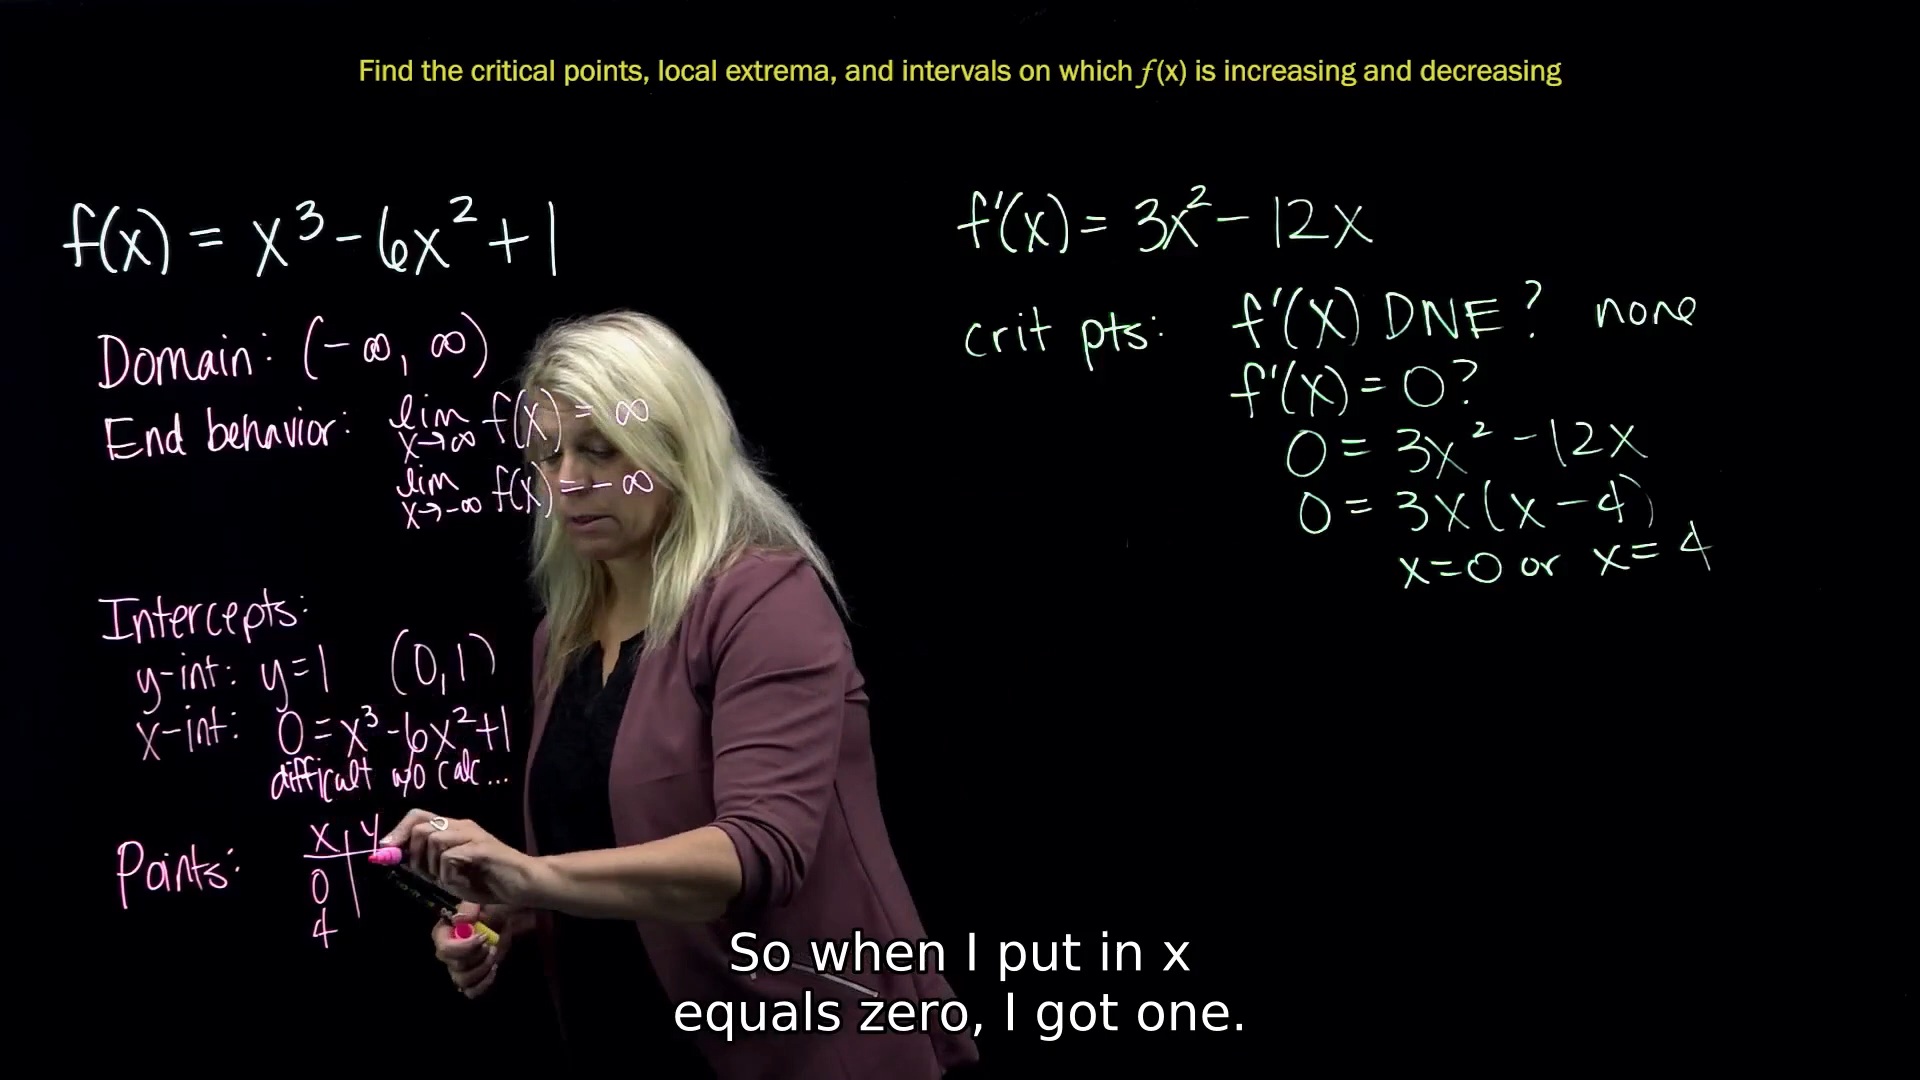 Find the critical points, local extrema, and intervals on which f(x) is increasing and decreasing
f(x) = x³ - 6x² + 1
Domain: (-∞, ∞)
End behavior: lim x→∞ f(x) = ∞
lim x→-∞ f(x) = -∞
Intercepts:
y-int: y=1 (0,1)
x-int: 0 = x³ - 6x² + 1
difficult w/o calc...
Points: x y
0
4
f'(x) = 3x² - 12x
crit pts: f'(x) DNE? none
f'(x) = 0?
0 = 3x² - 12x
0 = 3x(x - 4)
x=0 or x=4
So when I put in x
equals zero, I got one.